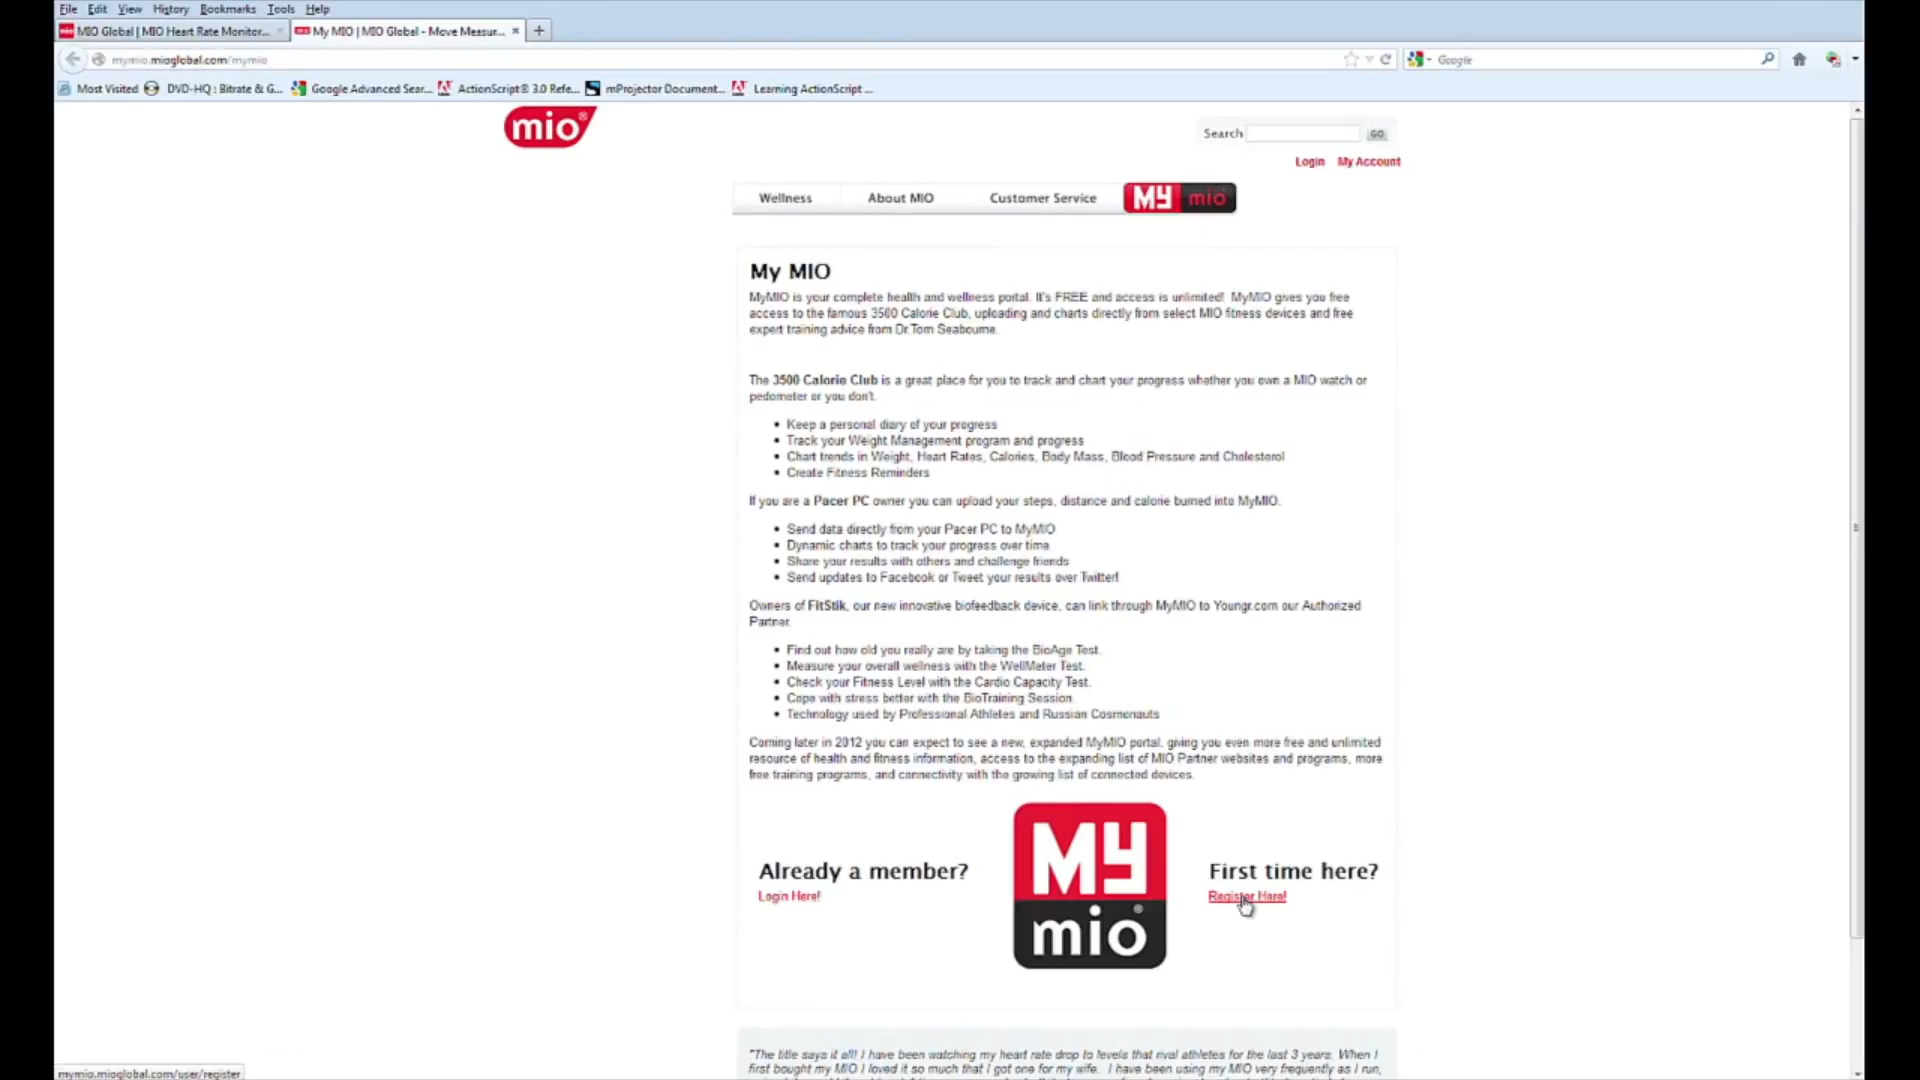 File Edit View History Bookmarks Tools Help
MIO Global | MIO Heart Rate Monitor... My MIO | MIO Global - Move Measur...
mymio.mioglobal.com/mymio Google
Most Visited DVD-HQ : Bitrate & G... Google Advanced Sear... ActionScript® 3.0 Refe... mProjector Document... Learning ActionScript ...
mio®
Search GO
Login My Account
Wellness About MIO Customer Service MY mio
My MIO
MyMIO is your complete health and wellness portal. It's FREE and access is unlimited! MyMIO gives you free
access to the famous 3500 Calorie Club, uploading and charts directly from select MIO fitness devices and free
expert training advice from Dr.Tom Seabourne.
The 3500 Calorie Club is a great place for you to track and chart your progress whether you own a MIO watch or
pedometer or you don't.
• Keep a personal diary of your progress
• Track your Weight Management program and progress
• Chart trends in Weight, Heart Rates, Calories, Body Mass, Blood Pressure and Cholesterol
• Create Fitness Reminders
If you are a Pacer PC owner you can upload your steps, distance and calorie burned into MyMIO.
• Send data directly from your Pacer PC to MyMIO
• Dynamic charts to track your progress over time.
• Share your results with others and challenge friends
• Send updates to Facebook or Tweet your results over Twitter!
Owners of FitStik, our new innovative biofeedback device, can link through MyMIO to Youngr.com our Authorized
Partner.
• Find out how old you really are by taking the BioAge Test.
• Measure your overall wellness with the WellMeter Test.
• Check your Fitness Level with the Cardio Capacity Test.
• Cope with stress better with the BioTraining Session.
• Technology used by Professional Athletes and Russian Cosmonauts
Coming later in 2012 you can expect to see a new, expanded MyMIO portal, giving you even more free and unlimited
resource of health and fitness information, access to the expanding list of MIO Partner websites and programs, more
free training programs, and connectivity with the growing list of connected devices.
Already a member?
Login Here!
MY
mio®
First time here?
Register Here!
"The title says it all! I have been watching my heart rate drop to levels that rival athletes for the last 3 years. When I
first bought my MIO I loved it so much that I got one for my wife. I have been using my MIO very frequently as I run,
mymio.mioglobal.com/user/register